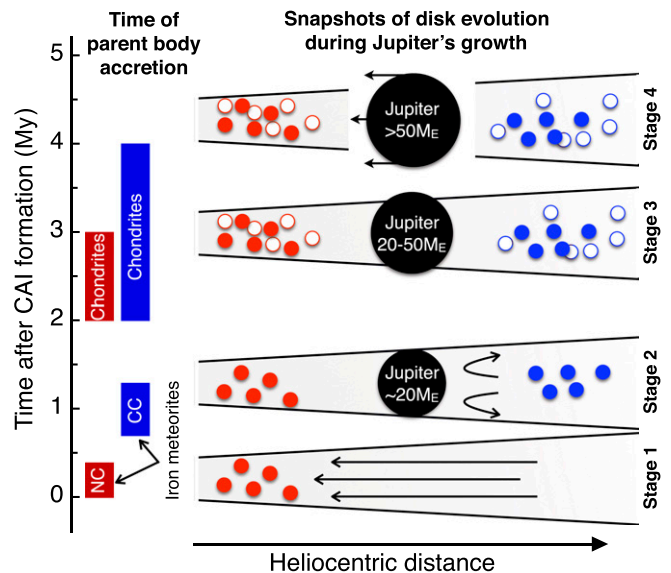 Time of
parent body
accretion
Snapshots of disk evolution
during Jupiter's growth
Time after CAI formation (My)
5
4
3
2
1
0
Chondrites
Chondrites
CC
NC
Iron meteorites
Jupiter
>50ME
Stage 4
Jupiter
20-50ME
Stage 3
Jupiter
~20ME
Stage 2
Stage 1
Heliocentric distance